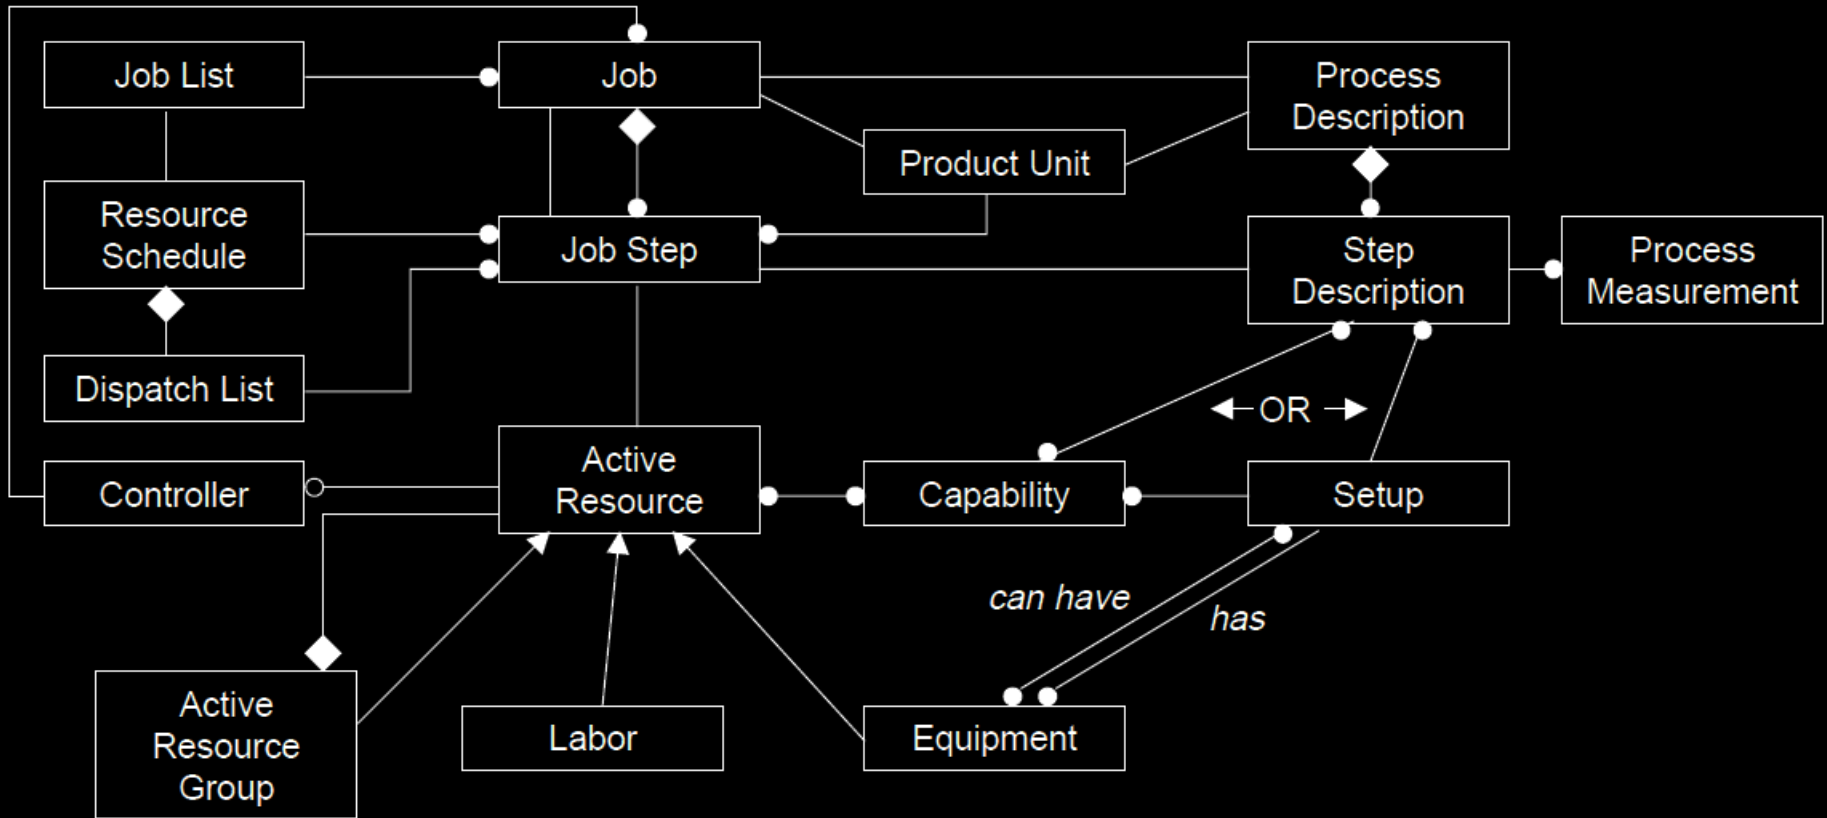 Job List
Job
Process
Description
Product Unit
Resource
Schedule
Job Step
Step
Description
Process
Measurement
Dispatch List
OR
Controller
Active
Resource
Capability
Setup
can have
has
Active
Resource
Group
Labor
Equipment